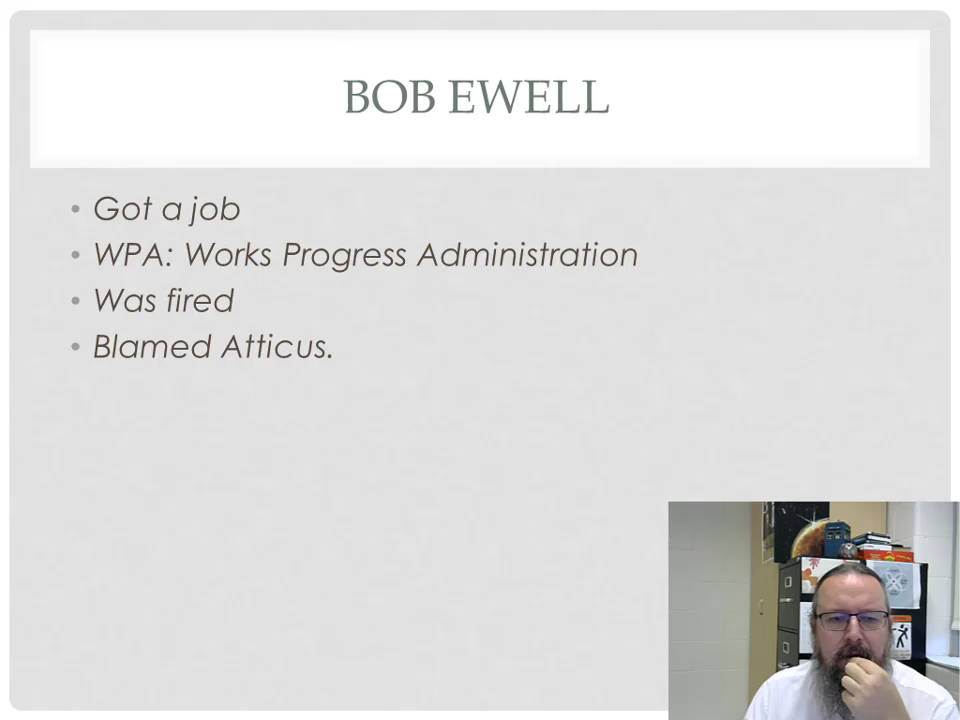 BOB EWELL
• Got a job
• WPA: Works Progress Administration
• Was fired
• Blamed Atticus.